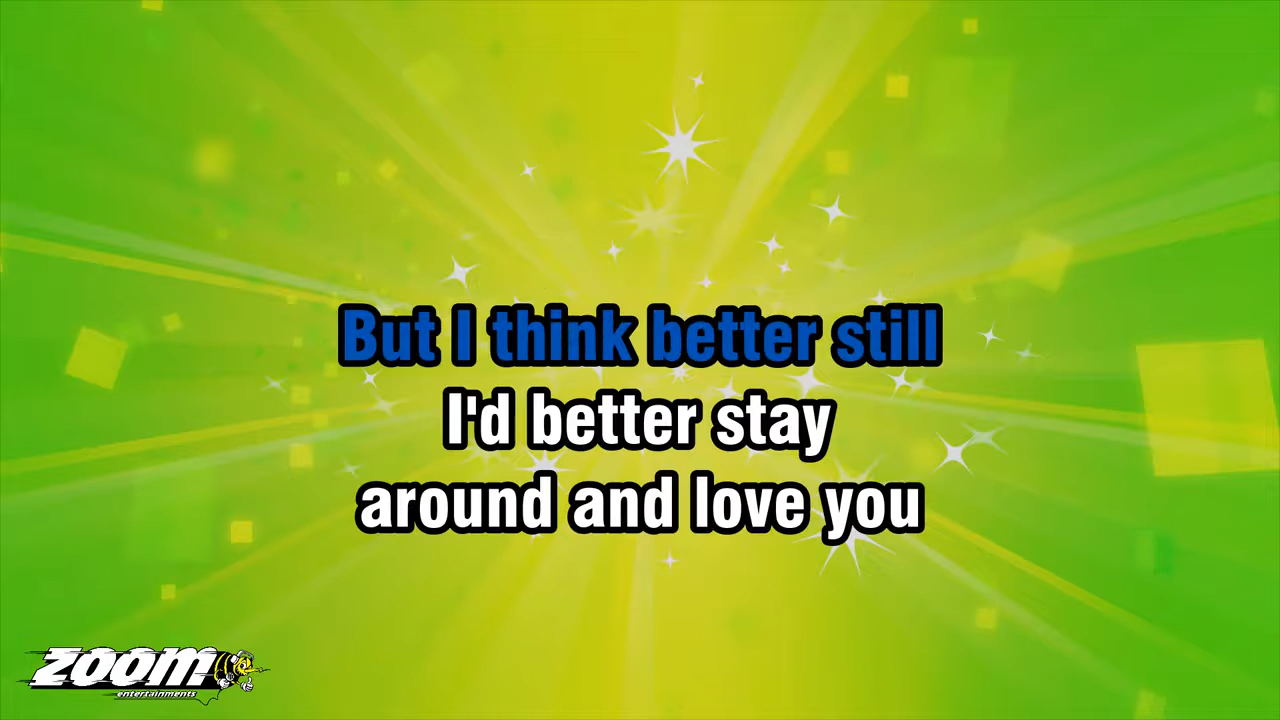 But I think better still
I'd better stay
around and love you
ZOOM
entertainments